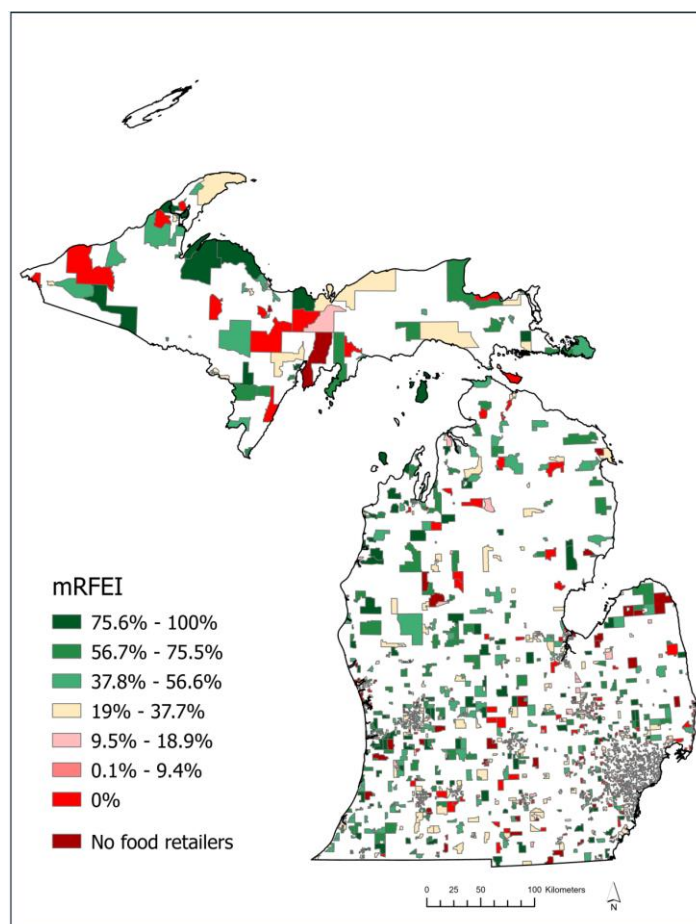 mRFEI
75.6% - 100%
56.7% - 75.5%
37.8% - 56.6%
19% - 37.7%
9.5% - 18.9%
0.1% - 9.4%
0%
No food retailers
0 25 50 100 Kilometers
N